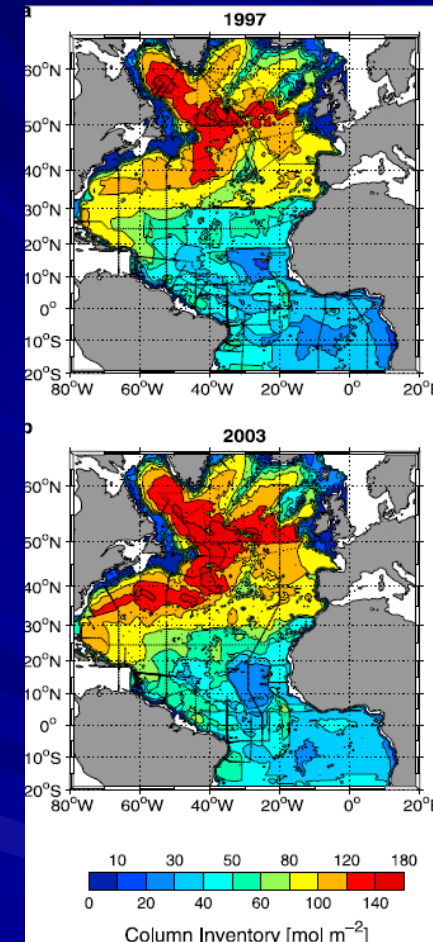 a
1997
60°N
50°N
40°N
30°N
20°N
10°N
0°
10°S
20°S
80°W 60°W 40°W 20°W 0° 20°E
b
2003
60°N
50°N
40°N
30°N
20°N
10°N
0°
10°S
20°S
80°W 60°W 40°W 20°W 0° 20°E
10 30 50 80 120 180
0 20 40 60 100 140
Column Inventory [mol m⁻²]